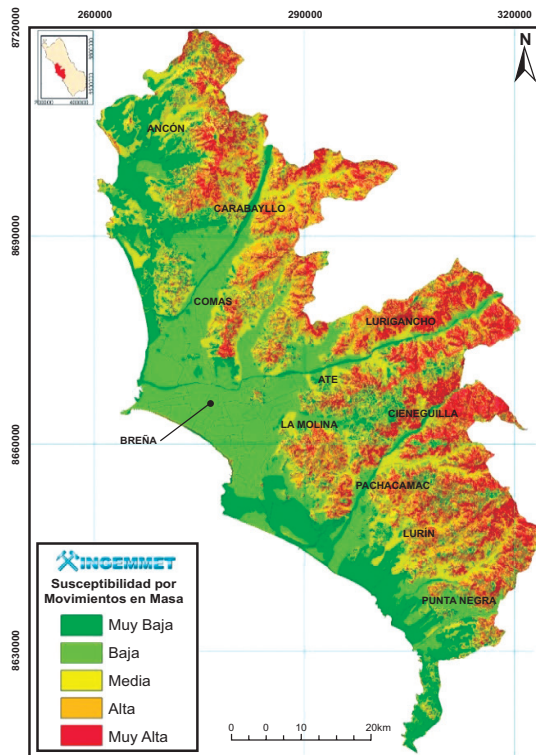 260000 290000 320000
8720000
N
ANCÓN
CARABAYLLO
8690000
COMAS
LURIGANCHO
ATE
CIENEGUILLA
LA MOLINA
BREÑA
8660000
PACHACAMAC
LURÍN
INGEMMET
Susceptibilidad por
Movimientos en Masa
Muy Baja
Baja
Media
Alta
Muy Alta
PUNTA NEGRA
8630000
0 0 10 20km